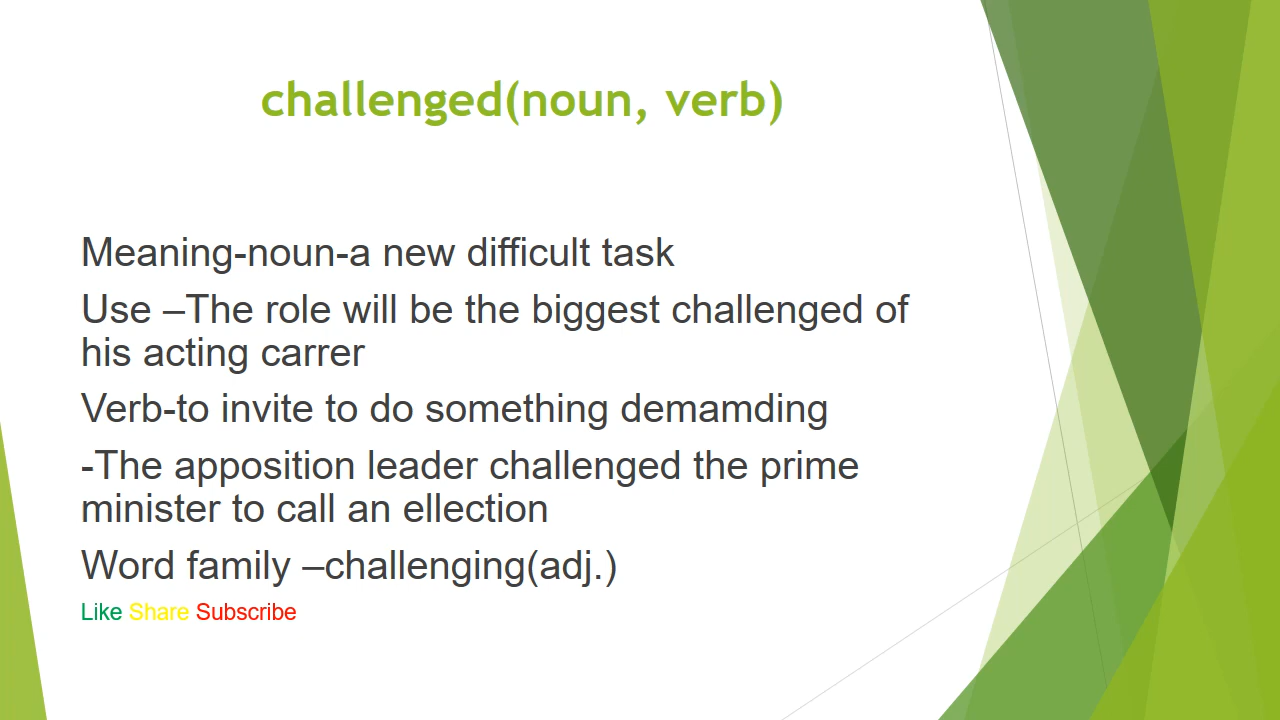 challenged(noun, verb)
Meaning-noun-a new difficult task
Use –The role will be the biggest challenged of
his acting carrer
Verb-to invite to do something demamding
-The apposition leader challenged the prime
minister to call an ellection
Word family –challenging(adj.)
Like Share Subscribe